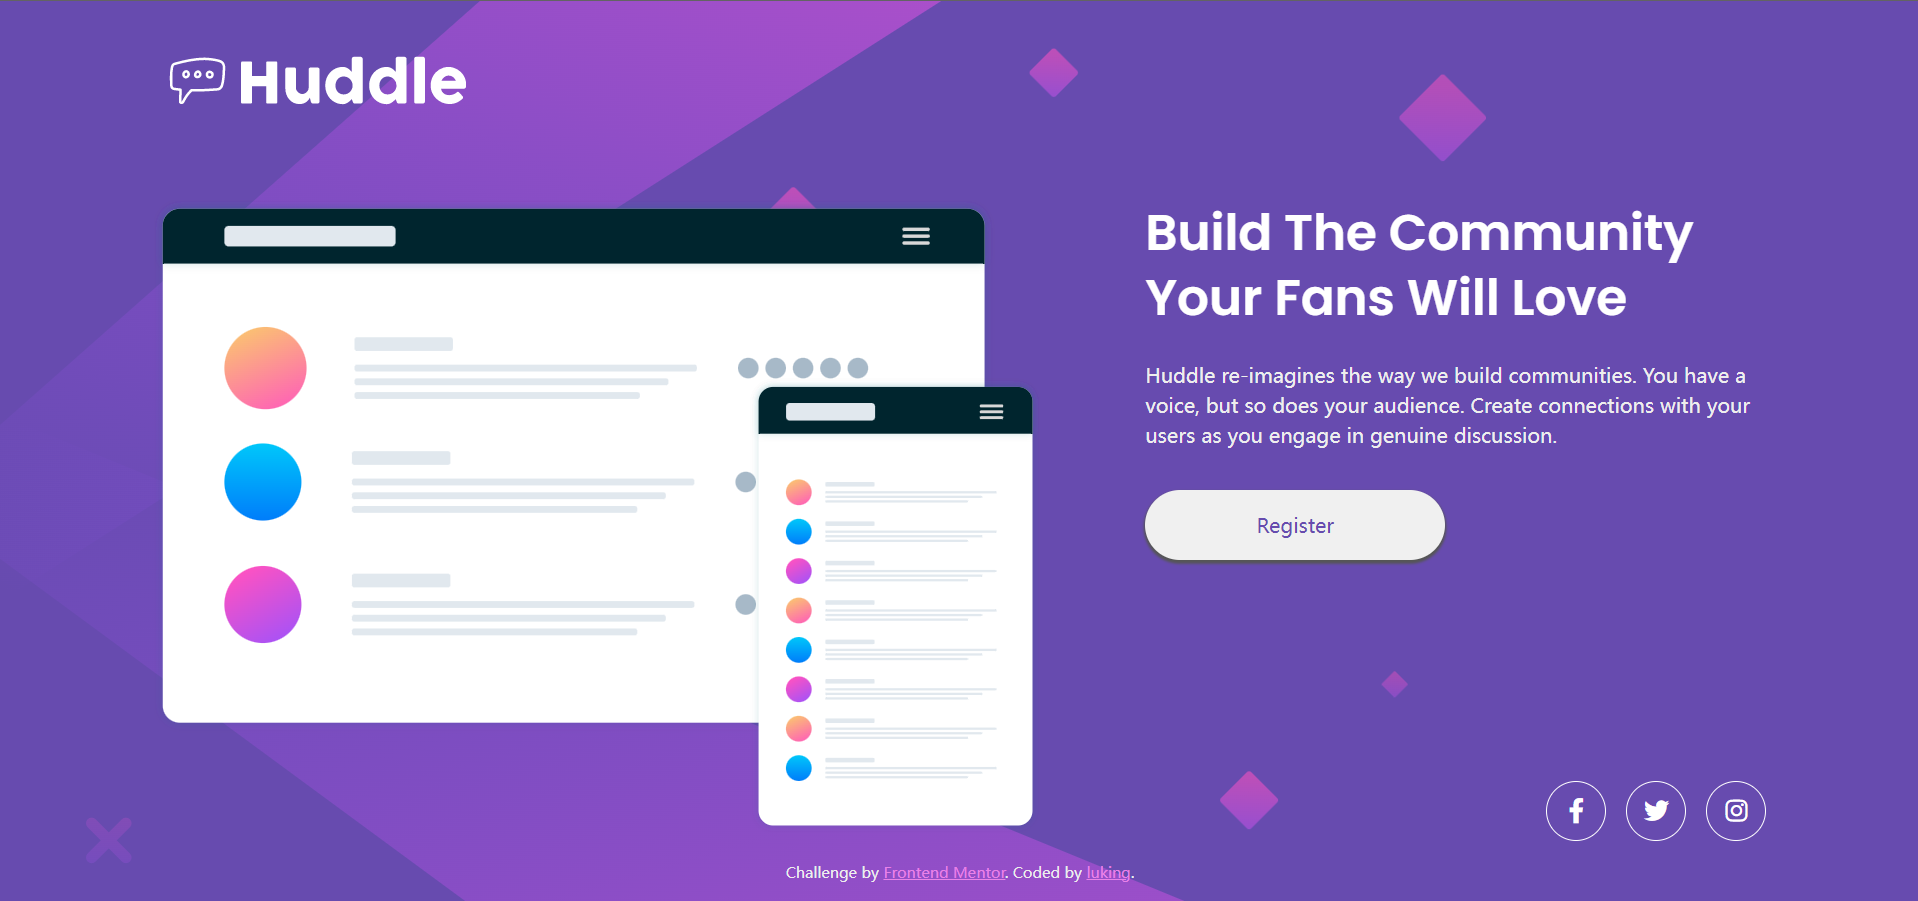 Huddle
Build The Community
Your Fans Will Love
Huddle re-imagines the way we build communities. You have a
voice, but so does your audience. Create connections with your
users as you engage in genuine discussion.
Register
Challenge by Frontend Mentor. Coded by luking.